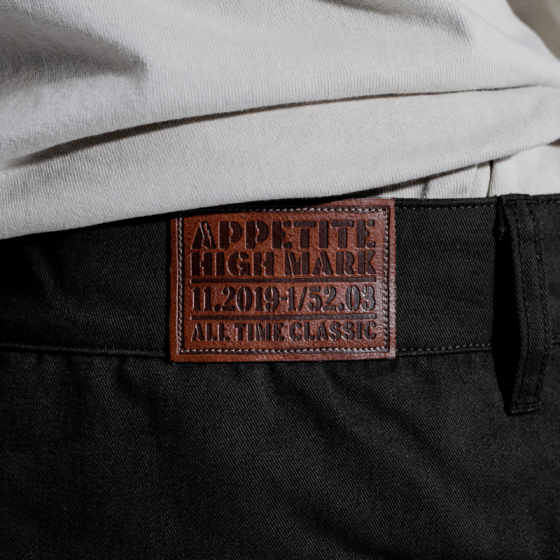 APPETITE
HIGH MARK
11.2019-1/52.03
ALL TIME CLASSIC